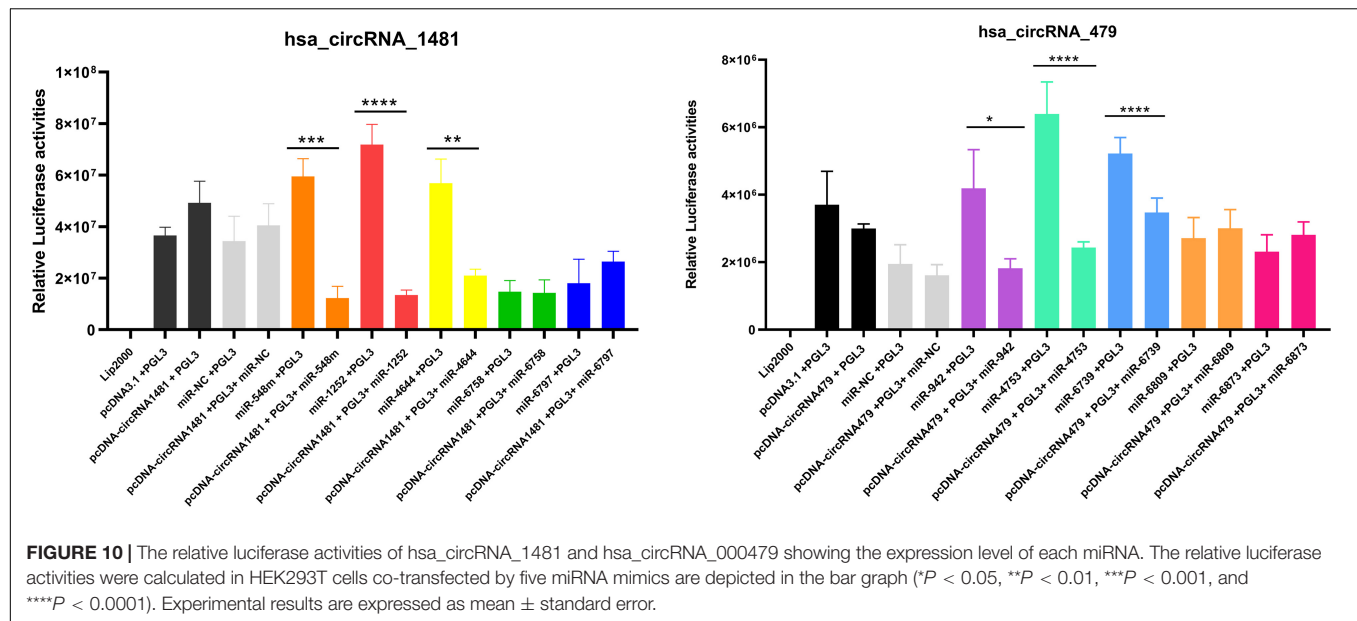 hsa_circRNA_1481
Relative Luciferase activities
1×10⁸
8×10⁷
6×10⁷
4×10⁷
2×10⁷
0
***
****
**
Lip2000
pcDNA3.1 +PGL3
pcDNA-circRNA1481 + PGL3
miR-NC +PGL3
pcDNA-circRNA1481 +PGL3+ miR-NC
miR-548m +PGL3
pcDNA-circRNA1481 + PGL3+ miR-548m
miR-1252 +PGL3
pcDNA-circRNA1481 + PGL3+ miR-1252
miR-4644 +PGL3
pcDNA-circRNA1481 + PGL3+ miR-4644
miR-6758 +PGL3
pcDNA-circRNA1481 +PGL3+ miR-6758
miR-6797 +PGL3
pcDNA-circRNA1481 +PGL3+ miR-6797
hsa_circRNA_479
Relative Luciferase activities
8×10⁶
6×10⁶
4×10⁶
2×10⁶
0
*
****
****
Lip2000
pcDNA3.1 +PGL3
pcDNA-circRNA479 + PGL3
miR-NC +PGL3
pcDNA-circRNA479 +PGL3+ miR-NC
miR-942 +PGL3
pcDNA-circRNA479 + PGL3+ miR-942
miR-4753 +PGL3
pcDNA-circRNA479 + PGL3+ miR-4753
miR-6739 +PGL3
pcDNA-circRNA479 + PGL3+ miR-6739
miR-6809 +PGL3
pcDNA-circRNA479 +PGL3+ miR-6809
miR-6873 +PGL3
pcDNA-circRNA479 +PGL3+ miR-6873
FIGURE 10 | The relative luciferase activities of hsa_circRNA_1481 and hsa_circRNA_000479 showing the expression level of each miRNA. The relative luciferase
activities were calculated in HEK293T cells co-transfected by five miRNA mimics are depicted in the bar graph (*P < 0.05, **P < 0.01, ***P < 0.001, and
****P < 0.0001). Experimental results are expressed as mean ± standard error.